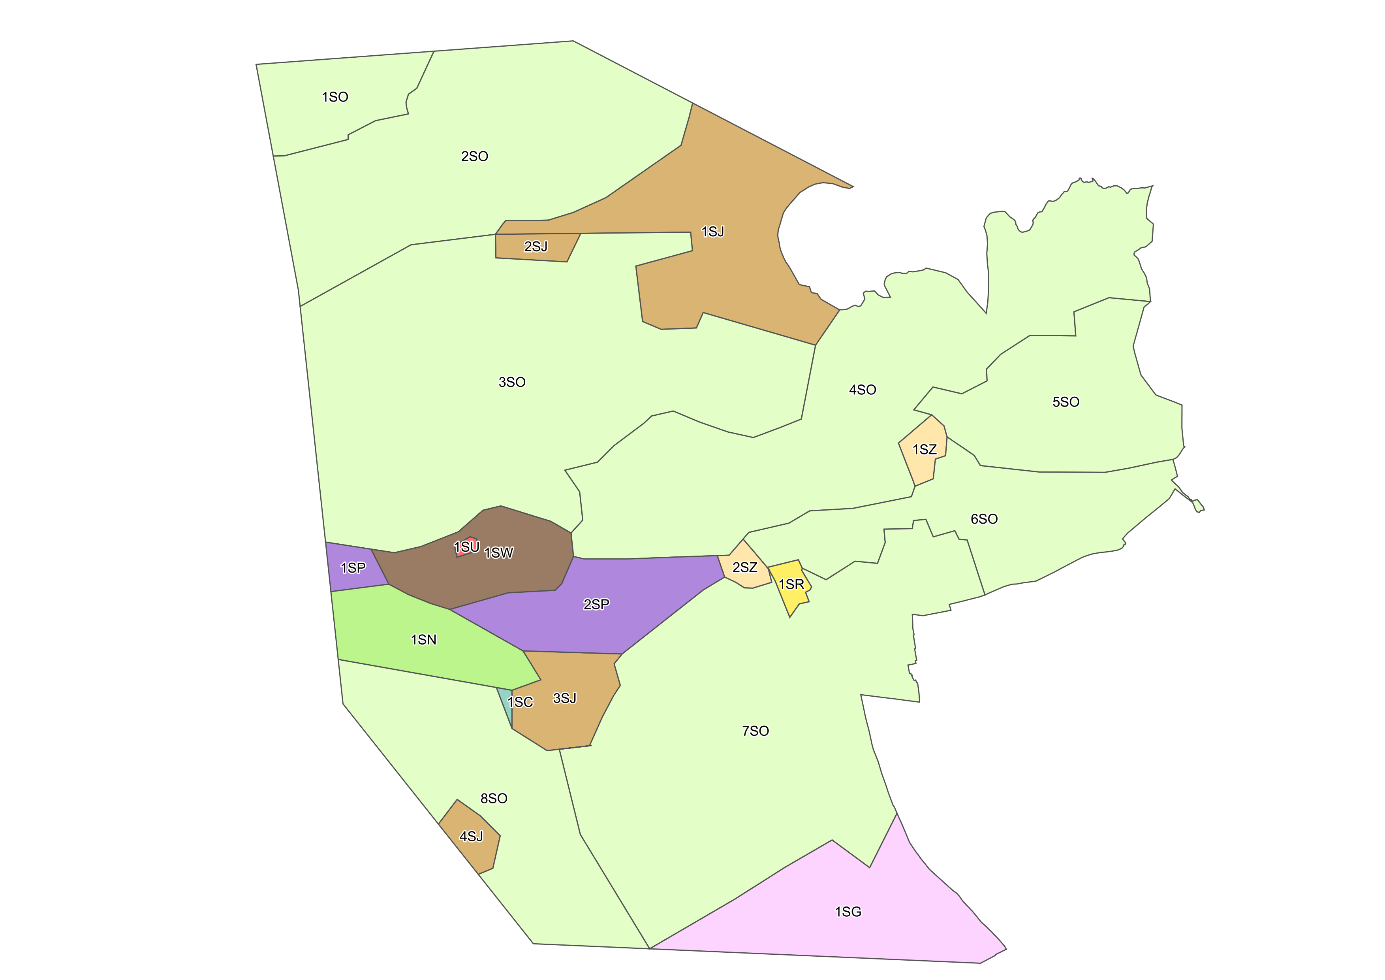 1SO
2SO
1SJ
2SJ
3SO
4SO
5SO
1SZ
6SO
1SU
1SW
1SP
2SZ
1SR
2SP
1SN
3SJ
1SC
7SO
8SO
4SJ
1SG